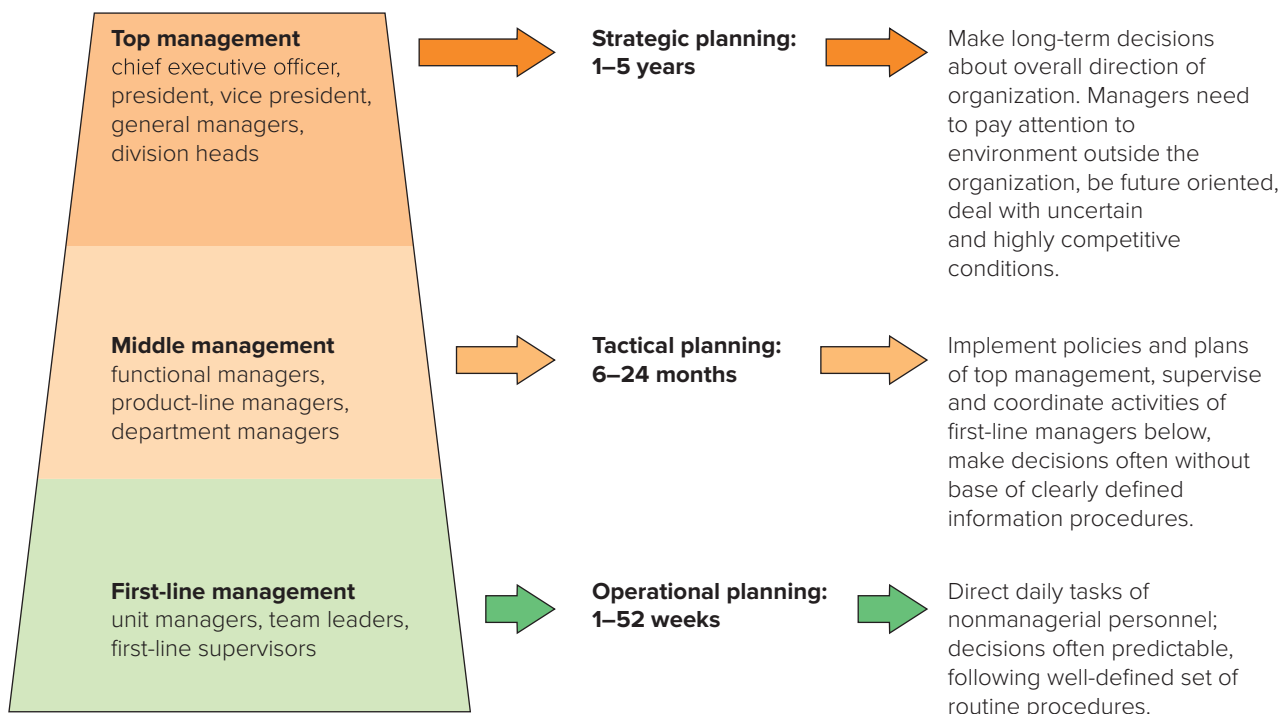 Top management
chief executive officer,
president, vice president,
general managers,
division heads
Strategic planning:
1–5 years
Make long-term decisions
about overall direction of
organization. Managers need
to pay attention to
environment outside the
organization, be future oriented,
deal with uncertain
and highly competitive
conditions.
Middle management
functional managers,
product-line managers,
department managers
Tactical planning:
6–24 months
Implement policies and plans
of top management, supervise
and coordinate activities of
first-line managers below,
make decisions often without
base of clearly defined
information procedures.
First-line management
unit managers, team leaders,
first-line supervisors
Operational planning:
1–52 weeks
Direct daily tasks of
nonmanagerial personnel;
decisions often predictable,
following well-defined set of
routine procedures.